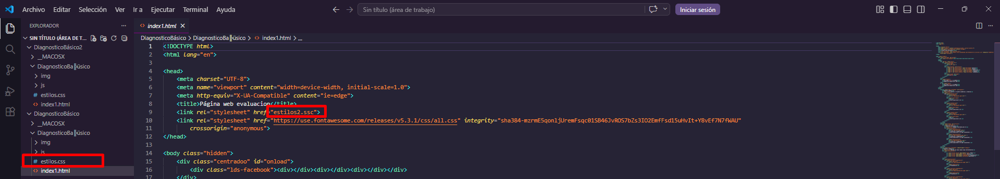 Archivo Editar Selección Ver Ir a Ejecutar Terminal Ayuda
Sin título (área de trabajo)
Iniciar sesión
EXPLORADOR
SIN TÍTULO (ÁREA DE T...
DiagnosticoBásico2
__MACOSX
DiagnosticoBa╠üsico
img
js
# estilos.css
<> index1.html
DiagnosticoBásico
__MACOSX
DiagnosticoBa╠üsico
img
js
# estilos.css
<> index1.html
<> index1.html
DiagnosticoBásico > DiagnosticoBa╠üsico > <> index1.html > ...
1 <!DOCTYPE html>
2 <html lang="en">
3
4 <head>
5 <meta charset="UTF-8">
6 <meta name="viewport" content="width=device-width, initial-scale=1.0">
7 <meta http-equiv="X-UA-Compatible" content="ie=edge">
8 <title>Página web evaluacion</title>
9 <link rel="stylesheet" href="estilos2.ssc">
10 <link rel="stylesheet" href="https://use.fontawesome.com/releases/v5.3.1/css/all.css" integrity="sha384-mzrmE5qonljUremFsqc01SB46JvROS7bZs3IO2EmfFsd15uHvIt+Y8vEf7N7fWAU"
11 crossorigin="anonymous">
12 </head>
13
14 <body class="hidden">
15 <div class="centradoo" id="onload">
16 <div class="lds-facebook"><div></div><div></div><div></div></div>
17 </div>